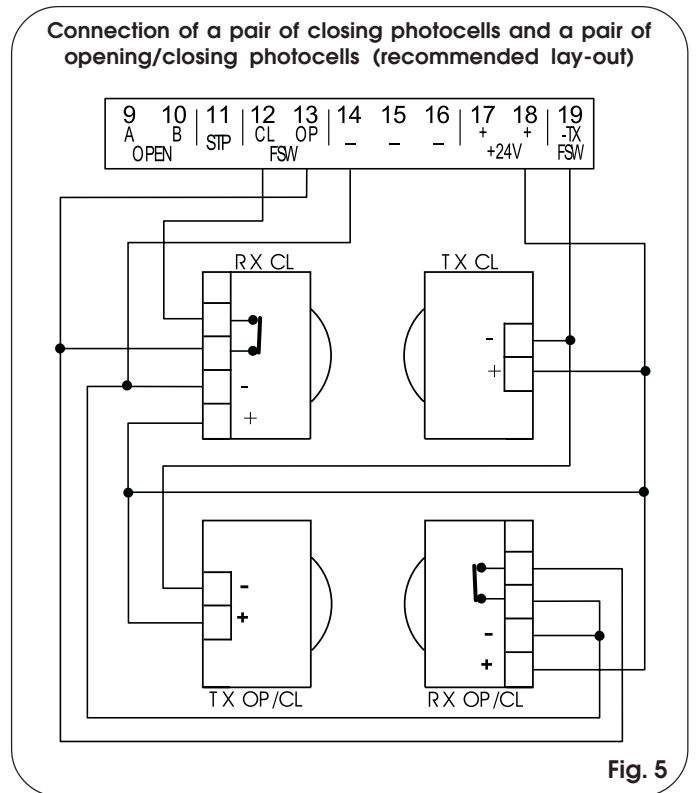 Connection of a pair of closing photocells and a pair of
opening/closing photocells (recommended lay-out)
9 10 11 12 13 14 15 16 17 18 19
A B STP CL OP _ _ _ + + -TX
OPEN FSW +24V FSW
RX CL TX CL
-
+
-
+
-
+
-
+
TX OP/CL RX OP/CL
Fig. 5